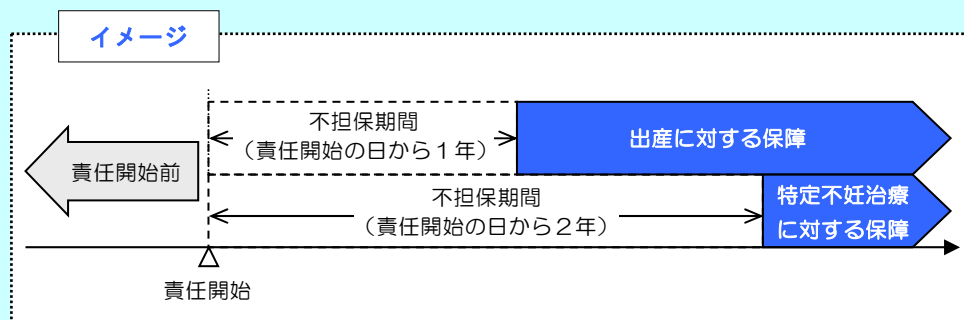 イメージ
責任開始前
不担保期間
（責任開始の日から１年）
出産に対する保障
不担保期間
（責任開始の日から２年）
特定不妊治療
に対する保障
責任開始